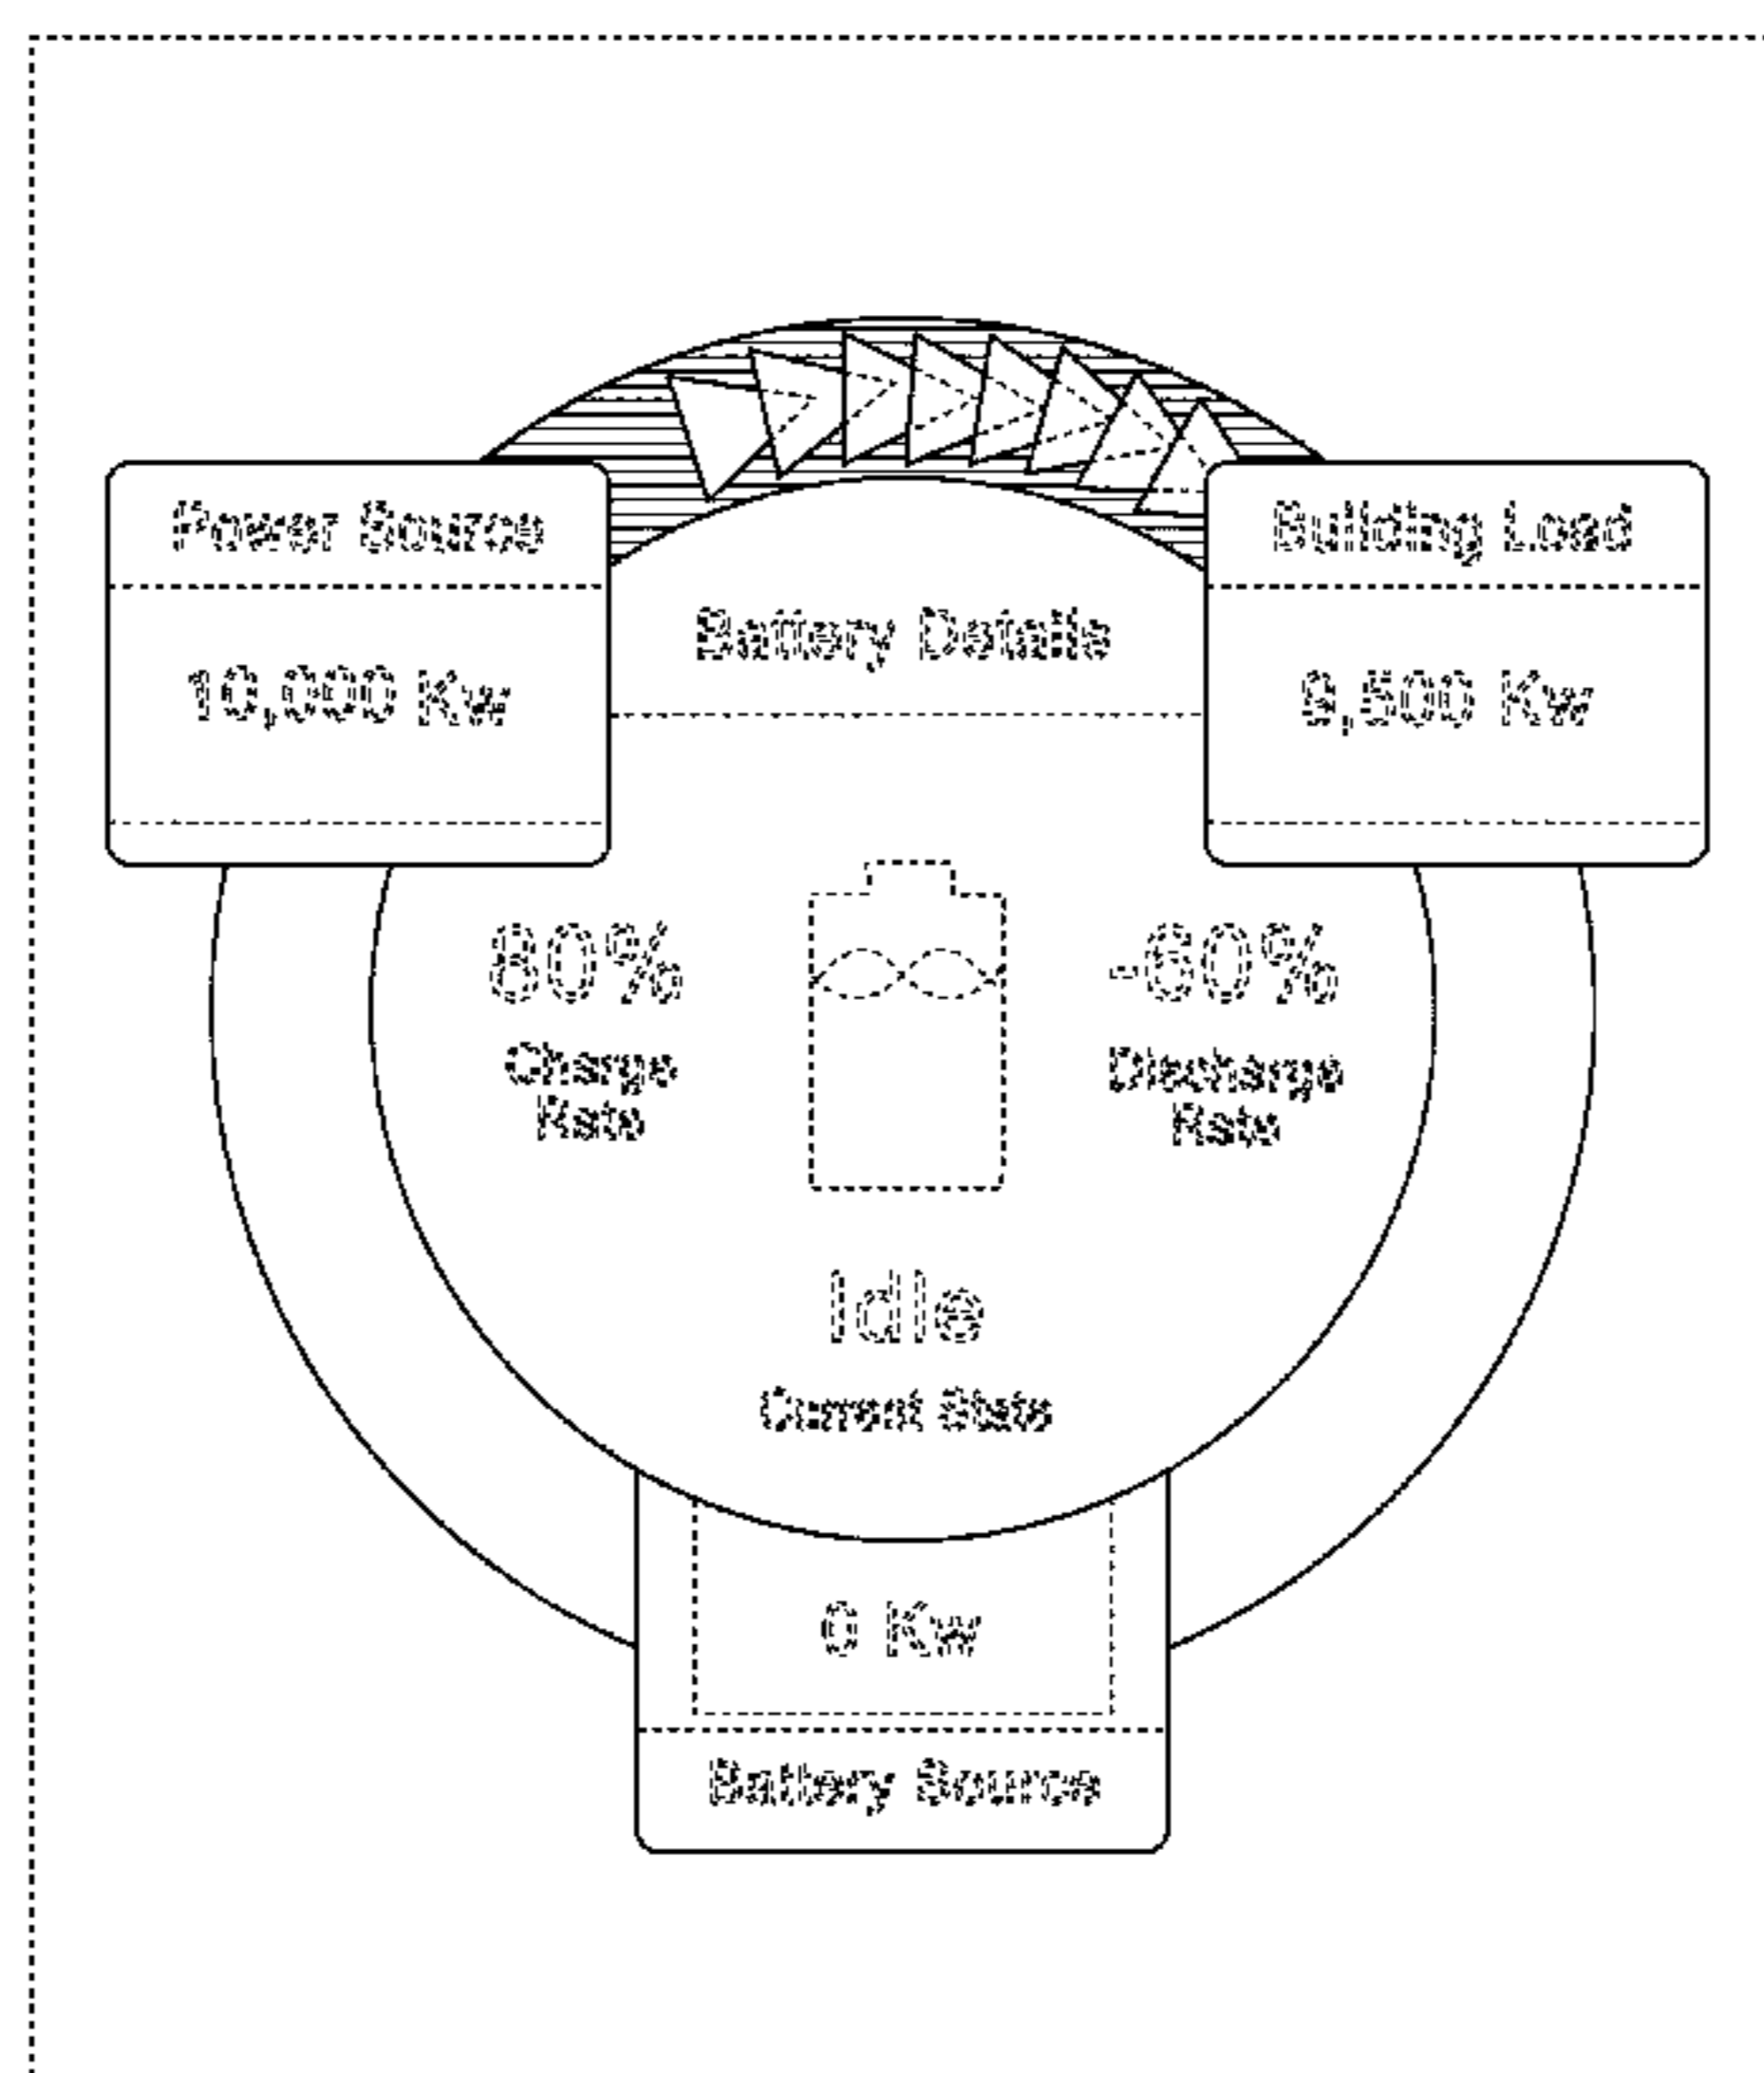 Power Source
Building Load
10,000 Kw
9,500 Kw
Battery Details
80%
Charge
Rate
-60%
Discharge
Rate
Idle
Current State
0 Kw
Battery Source